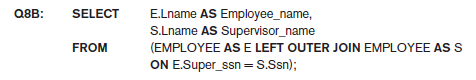 Q8B: SELECT E.Lname AS Employee_name,
S.Lname AS Supervisor_name
FROM (EMPLOYEE AS E LEFT OUTER JOIN EMPLOYEE AS S
ON E.Super_ssn = S.Ssn);